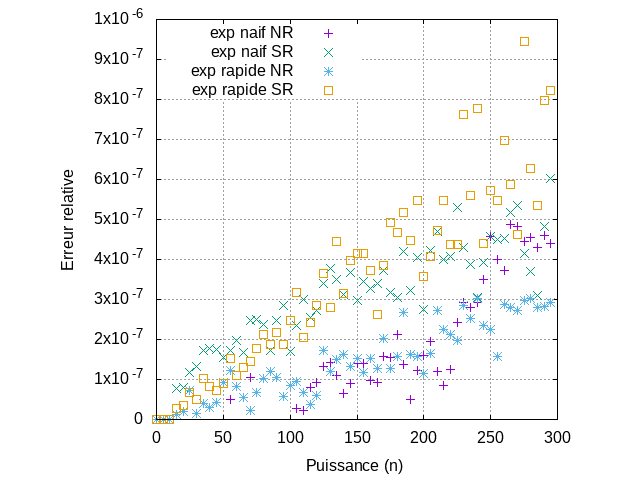 1x10^-6
9x10^-7
8x10^-7
7x10^-7
6x10^-7
5x10^-7
4x10^-7
3x10^-7
2x10^-7
1x10^-7
0
Erreur relative
exp naif NR
exp naif SR
exp rapide NR
exp rapide SR
0 50 100 150 200 250 300
Puissance (n)